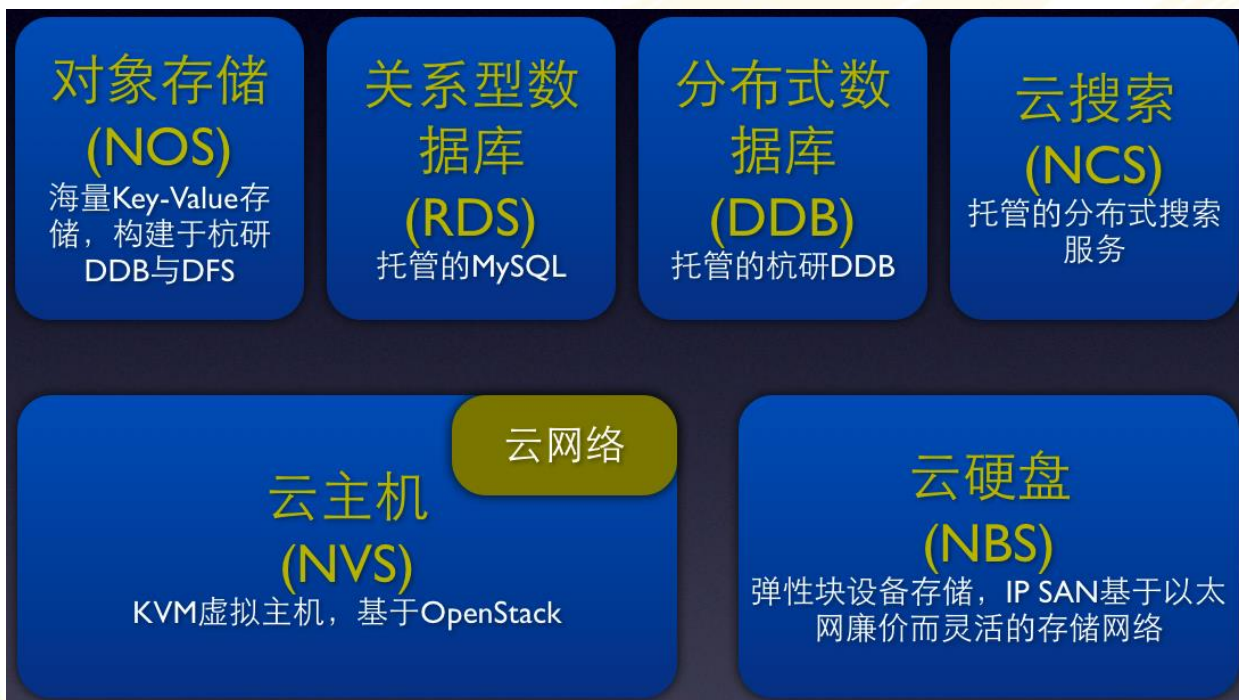 对象存储
(NOS)
海量Key-Value存
储，构建于杭研
DDB与DFS
关系型数
据库
(RDS)
托管的MySQL
分布式数
据库
(DDB)
托管的杭研DDB
云搜索
(NCS)
托管的分布式搜索
服务
云网络
云主机
(NVS)
KVM虚拟主机，基于OpenStack
云硬盘
(NBS)
弹性块设备存储，IP SAN基于以太
网廉价而灵活的存储网络